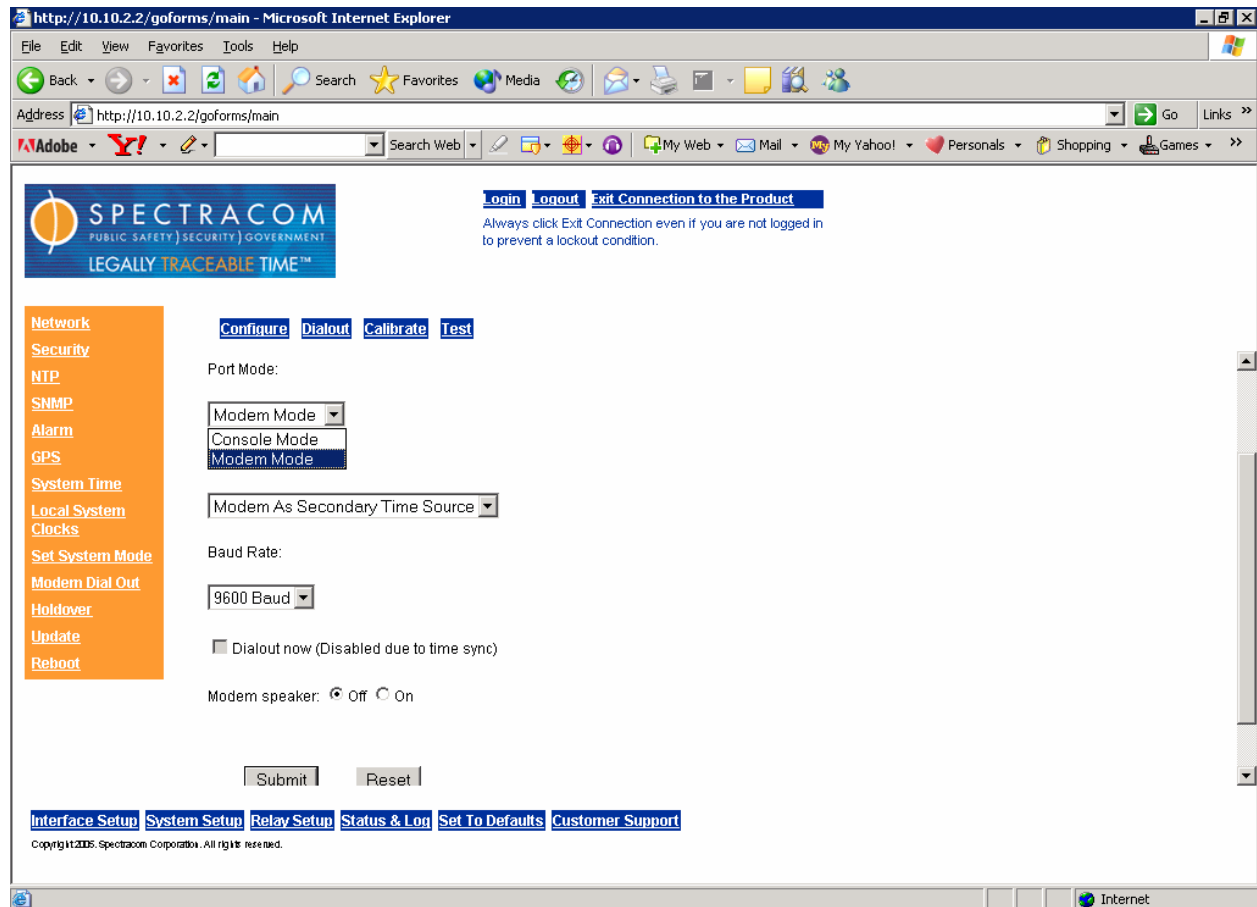 http://10.10.2.2/goforms/main - Microsoft Internet Explorer
File Edit View Favorites Tools Help
Back Search Favorites Media
Address http://10.10.2.2/goforms/main Go Links »
Adobe Y! Search Web My Web Mail My Yahoo! Personals Shopping Games »
SPECTRACOM
PUBLIC SAFETY ) SECURITY ) GOVERNMENT
LEGALLY TRACEABLE TIME™
Login Logout Exit Connection to the Product
Always click Exit Connection even if you are not logged in
to prevent a lockout condition.
Network
Security
NTP
SNMP
Alarm
GPS
System Time
Local System
Clocks
Set System Mode
Modem Dial Out
Holdover
Update
Reboot
Configure Dialout Calibrate Test
Port Mode:
Modem Mode
Console Mode
Modem Mode
Modem As Secondary Time Source
Baud Rate:
9600 Baud
Dialout now (Disabled due to time sync)
Modem speaker: Off On
Submit Reset
Interface Setup System Setup Relay Setup Status & Log Set To Defaults Customer Support
Copyright 2005. Spectracom Corporation. All rights reserved.
Internet